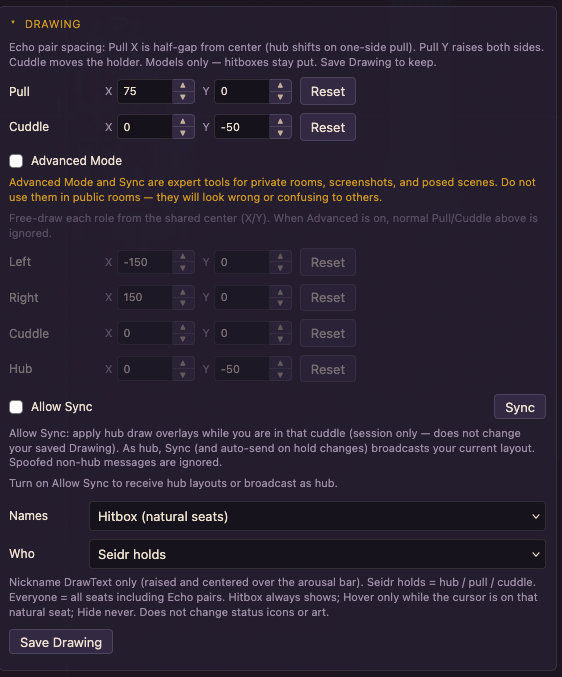 DRAWING
Echo pair spacing: Pull X is half-gap from center (hub shifts on one-side pull). Pull Y raises both sides.
Cuddle moves the holder. Models only — hitboxes stay put. Save Drawing to keep.
Pull X 75 Y 0 Reset
Cuddle X 0 Y -50 Reset
Advanced Mode
Advanced Mode and Sync are expert tools for private rooms, screenshots, and posed scenes. Do not
use them in public rooms — they will look wrong or confusing to others.
Free-draw each role from the shared center (X/Y). When Advanced is on, normal Pull/Cuddle above is
ignored.
Left X -150 Y 0 Reset
Right X 150 Y 0 Reset
Cuddle X 0 Y 0 Reset
Hub X 0 Y -50 Reset
Allow Sync Sync
Allow Sync: apply hub draw overlays while you are in that cuddle (session only — does not change
your saved Drawing). As hub, Sync (and auto-send on hold changes) broadcasts your current layout.
Spoofed non-hub messages are ignored.
Turn on Allow Sync to receive hub layouts or broadcast as hub.
Names Hitbox (natural seats)
Who Seidr holds
Nickname DrawText only (raised and centered over the arousal bar). Seidr holds = hub / pull / cuddle.
Everyone = all seats including Echo pairs. Hitbox always shows; Hover only while the cursor is on that
natural seat; Hide never. Does not change status icons or art.
Save Drawing